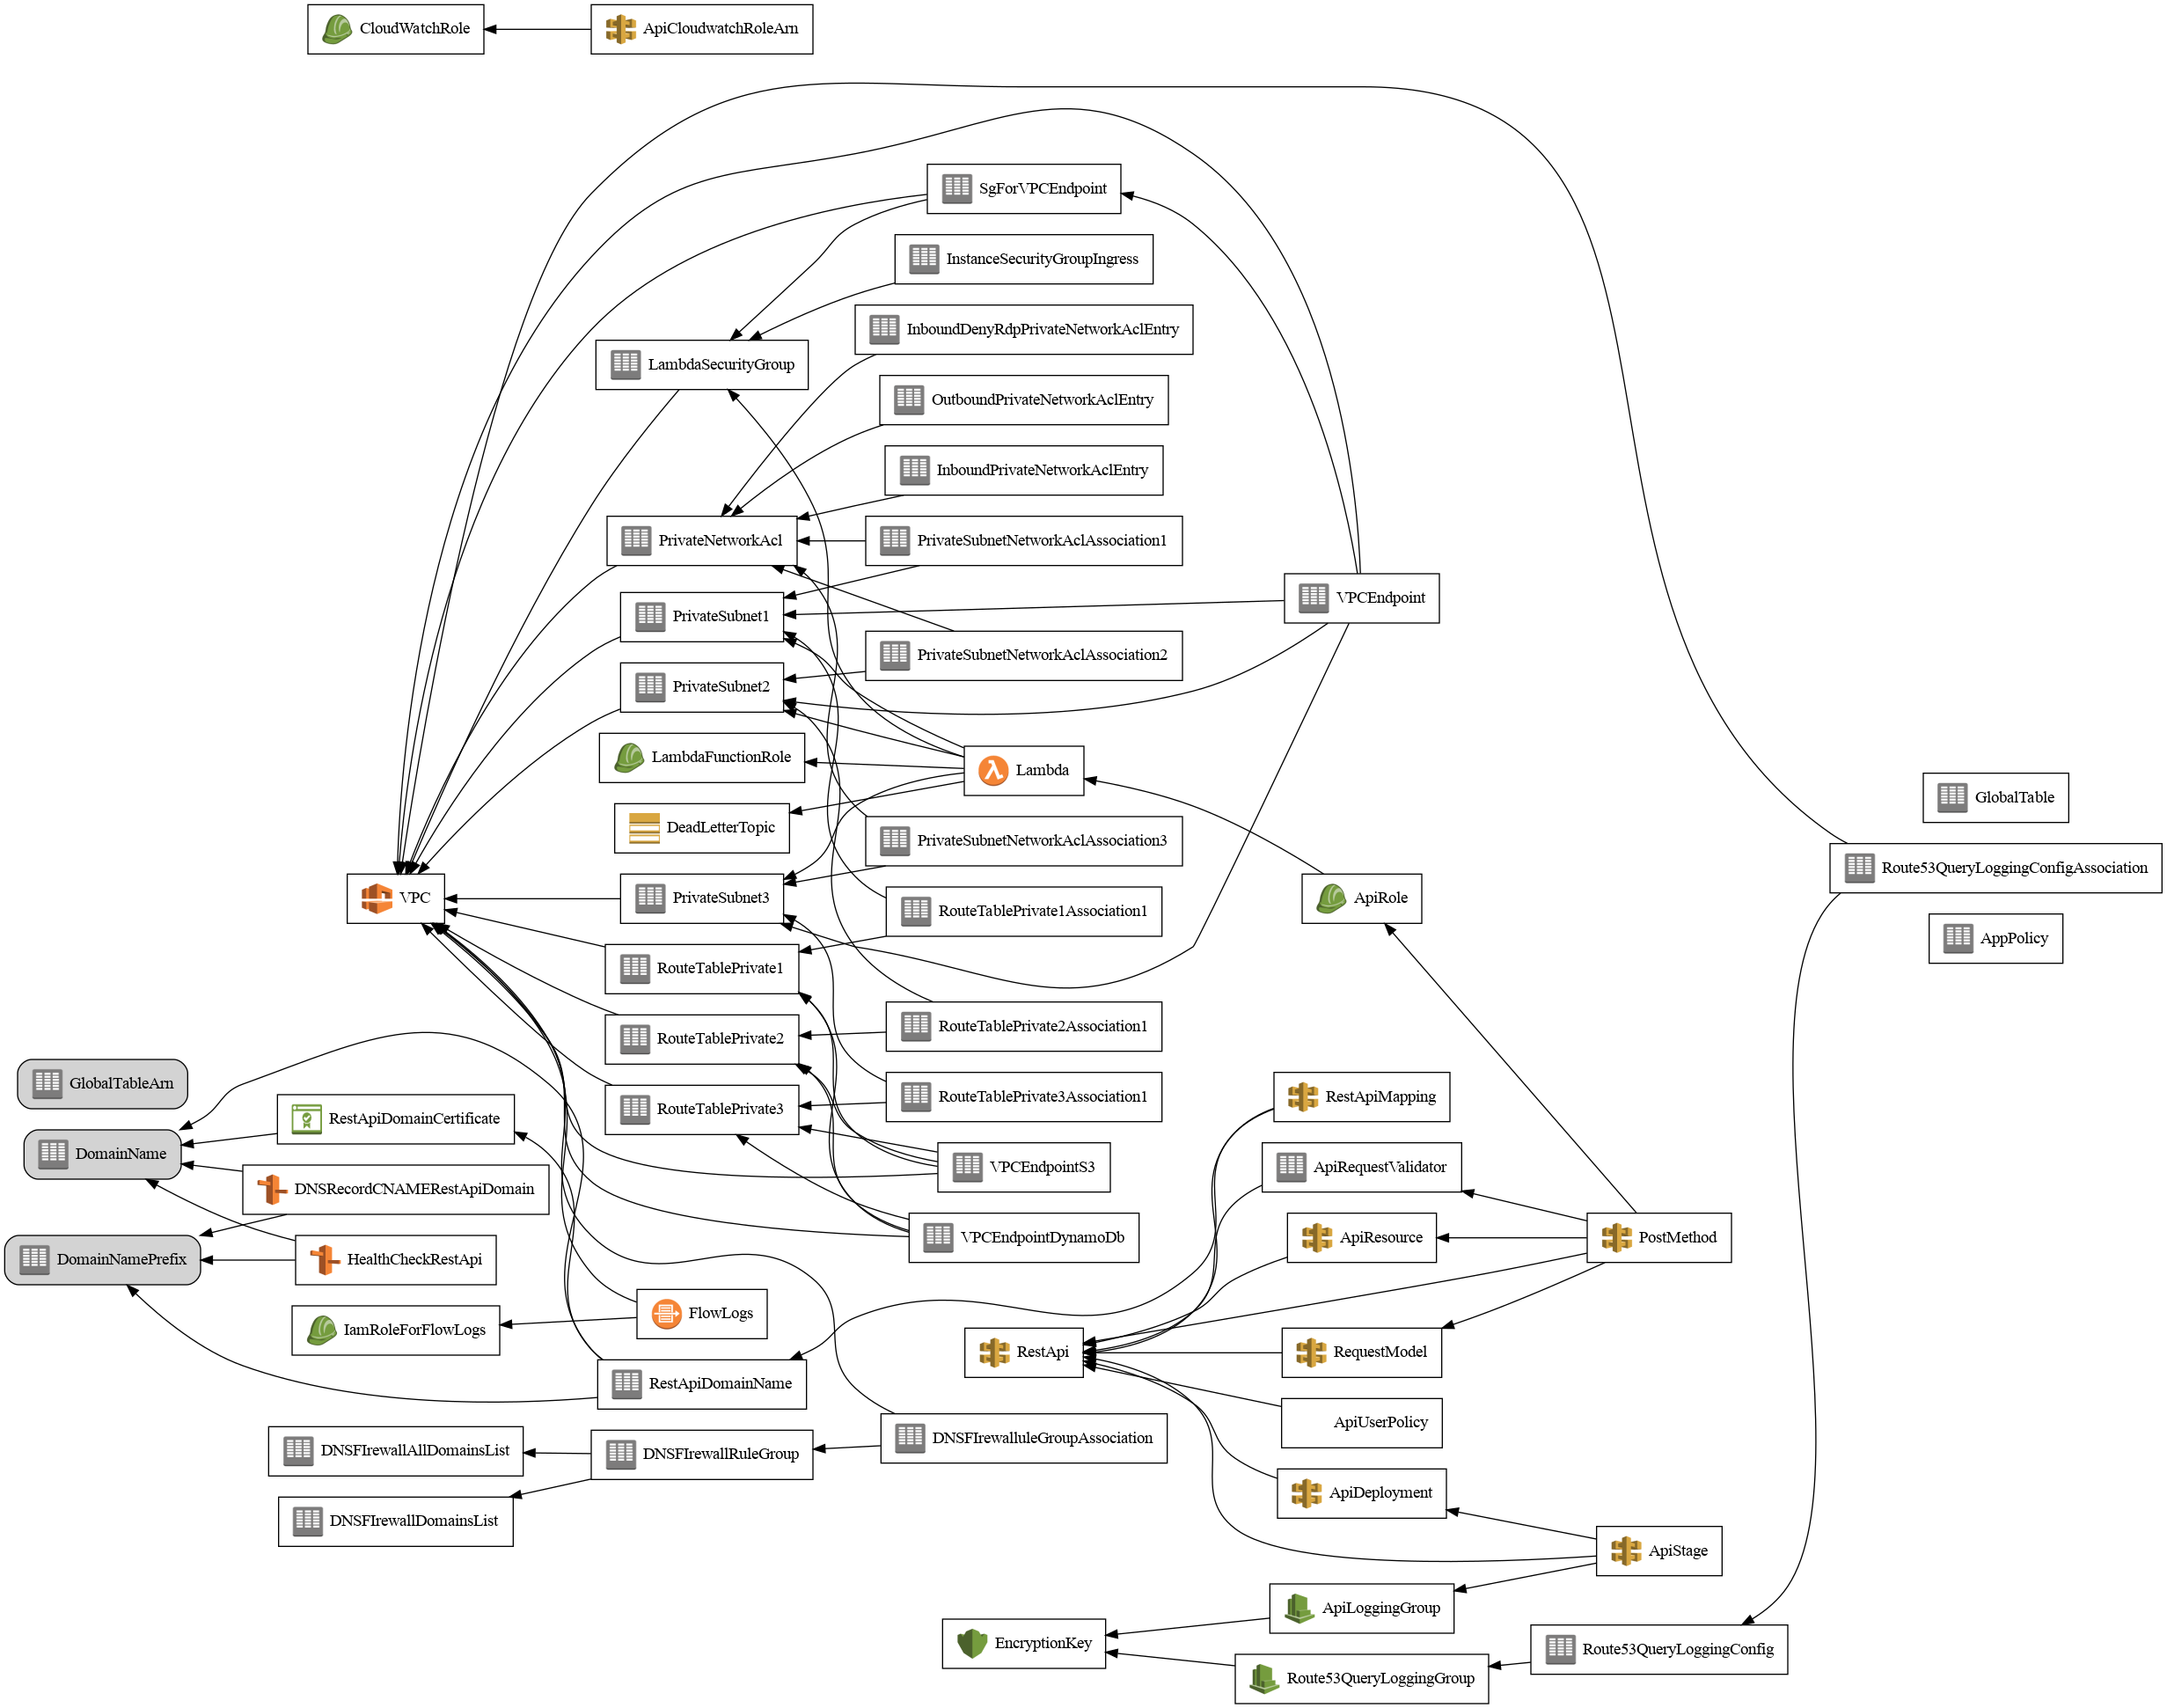 CloudWatchRole
ApiCloudwatchRoleArn
SgForVPCEndpoint
InstanceSecurityGroupIngress
InboundDenyRdpPrivateNetworkAclEntry
LambdaSecurityGroup
OutboundPrivateNetworkAclEntry
InboundPrivateNetworkAclEntry
PrivateNetworkAcl
PrivateSubnetNetworkAclAssociation1
VPCEndpoint
PrivateSubnet1
PrivateSubnetNetworkAclAssociation2
PrivateSubnet2
LambdaFunctionRole
Lambda
GlobalTable
DeadLetterTopic
PrivateSubnetNetworkAclAssociation3
Route53QueryLoggingConfigAssociation
VPC
PrivateSubnet3
RouteTablePrivate1Association1
ApiRole
AppPolicy
RouteTablePrivate1
RouteTablePrivate2Association1
RouteTablePrivate2
GlobalTableArn
RouteTablePrivate3Association1
RestApiMapping
RestApiDomainCertificate
RouteTablePrivate3
DomainName
VPCEndpointS3
ApiRequestValidator
DNSRecordCNAMERestApiDomain
VPCEndpointDynamoDb
ApiResource
PostMethod
DomainNamePrefix
HealthCheckRestApi
FlowLogs
IamRoleForFlowLogs
RestApi
RequestModel
RestApiDomainName
ApiUserPolicy
DNSFIrewalluleGroupAssociation
DNSFIrewallAllDomainsList
DNSFIrewallRuleGroup
ApiDeployment
DNSFIrewallDomainsList
ApiStage
ApiLoggingGroup
EncryptionKey
Route53QueryLoggingConfig
Route53QueryLoggingGroup